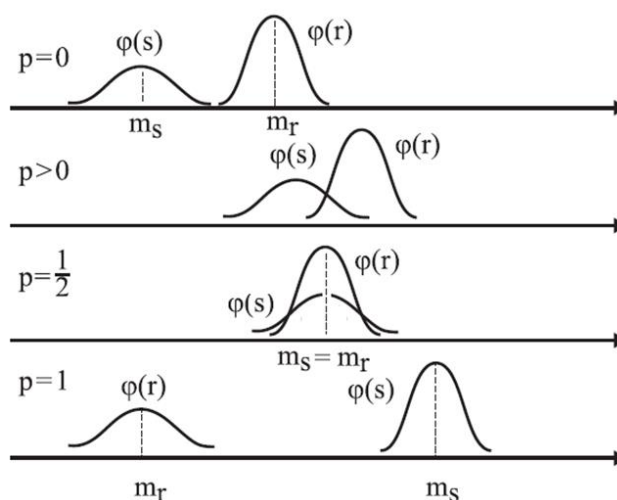 p=0 φ(s) φ(r)
m_s m_r
p>0 φ(s) φ(r)
p=1/2 φ(s) φ(r)
m_s = m_r
p=1 φ(r) φ(s)
m_r m_s